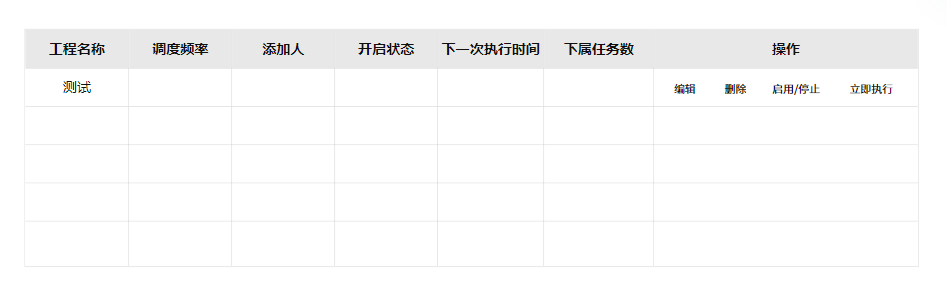 工程名称 调度频率 添加人 开启状态 下一次执行时间 下属任务数 操作
测试 编辑 删除 启用/停止 立即执行